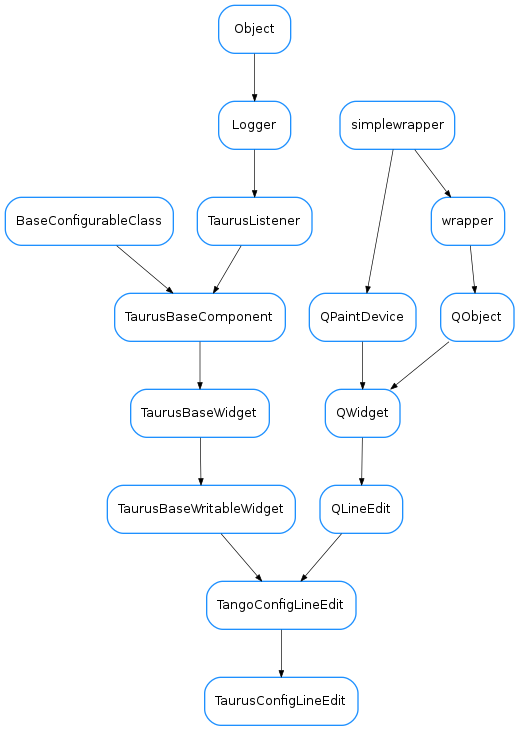 Object
Logger
simplewrapper
BaseConfigurableClass
TaurusListener
wrapper
TaurusBaseComponent
QPaintDevice
QObject
TaurusBaseWidget
QWidget
TaurusBaseWritableWidget
QLineEdit
TangoConfigLineEdit
TaurusConfigLineEdit